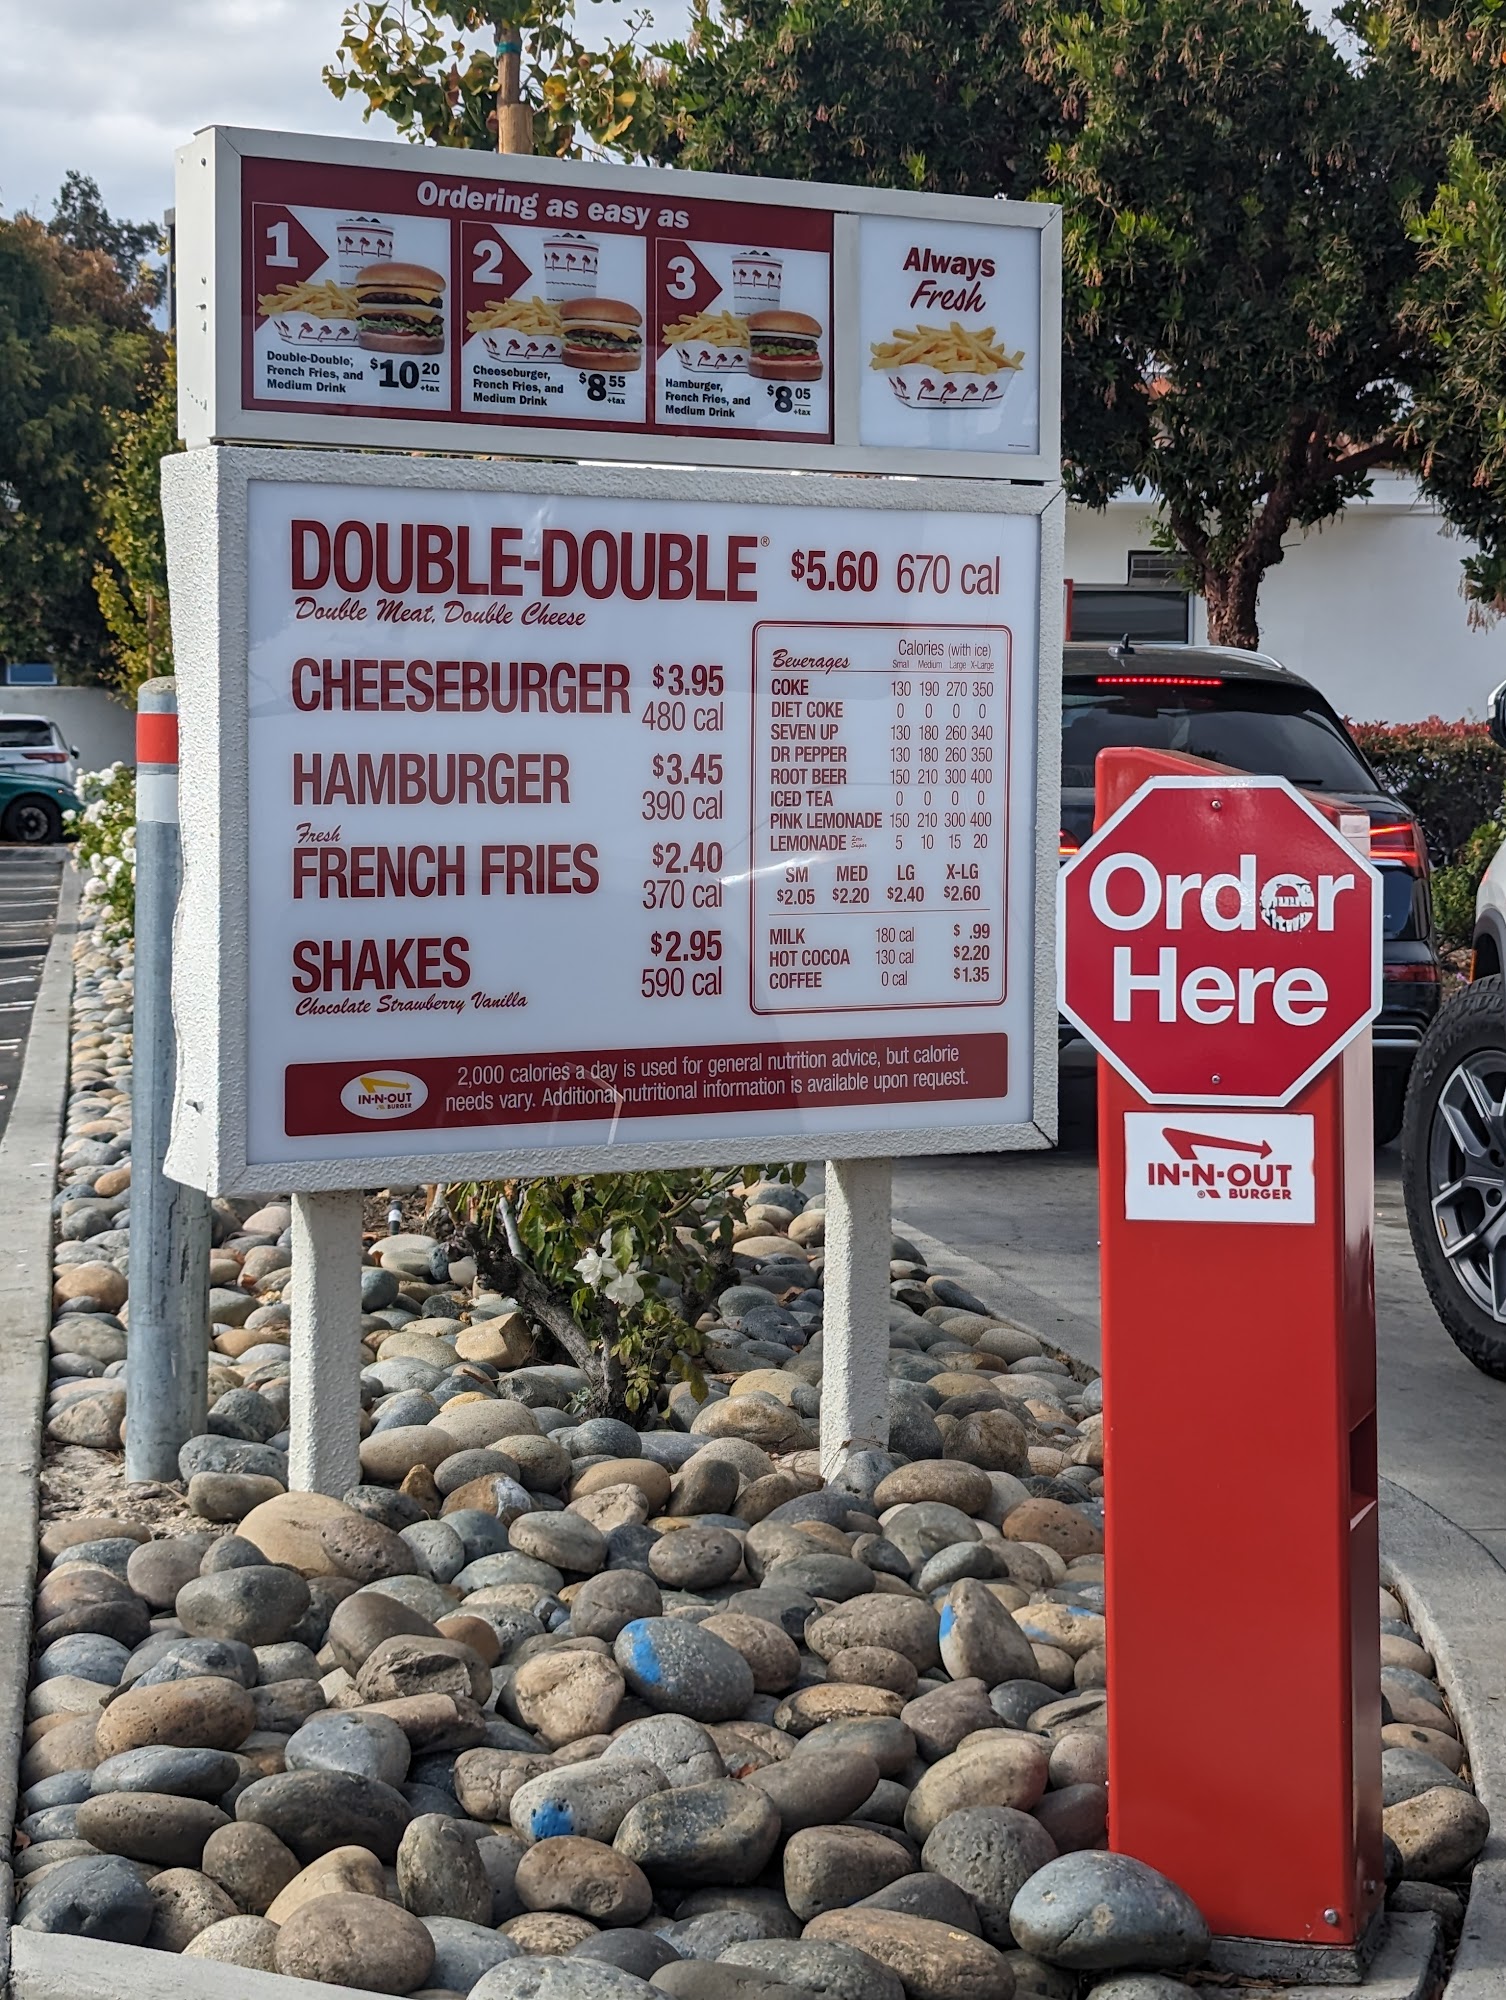 Ordering as easy as
1
Double-Double,
French Fries, and
Medium Drink
$10 20
+tax
2
Cheeseburger,
French Fries, and
Medium Drink
$8 55
+tax
3
Hamburger,
French Fries, and
Medium Drink
$8 05
+tax
Always
Fresh
DOUBLE-DOUBLE® $5.60 670 cal
Double Meat, Double Cheese
CHEESEBURGER $3.95
480 cal
HAMBURGER $3.45
390 cal
Fresh
FRENCH FRIES $2.40
370 cal
SHAKES $2.95
590 cal
Chocolate Strawberry Vanilla
Beverages Calories (with ice)
Small Medium Large X-Large
COKE 130 190 270 350
DIET COKE 0 0 0 0
SEVEN UP 130 180 260 340
DR PEPPER 130 180 260 350
ROOT BEER 150 210 300 400
ICED TEA 0 0 0 0
PINK LEMONADE 150 210 300 400
LEMONADE Zero Sugar 5 10 15 20
SM MED LG X-LG
$2.05 $2.20 $2.40 $2.60
MILK 180 cal $ .99
HOT COCOA 130 cal $2.20
COFFEE 0 cal $1.35
IN-N-OUT
BURGER
2,000 calories a day is used for general nutrition advice, but calorie
needs vary. Additional nutritional information is available upon request.
Order
Here
IN-N-OUT
® BURGER